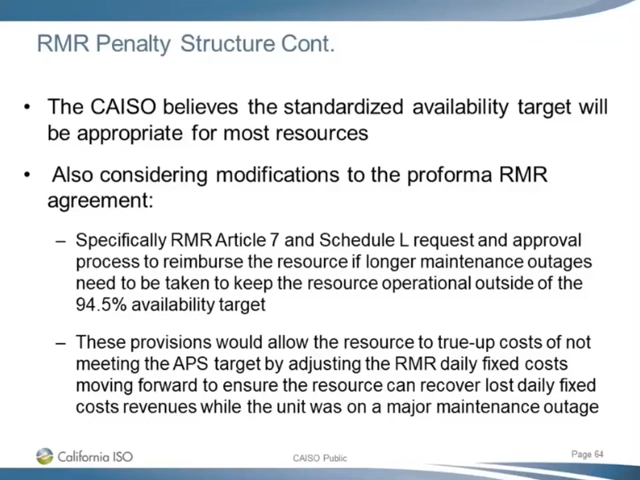 RMR Penalty Structure Cont.
• The CAISO believes the standardized availability target will
be appropriate for most resources
• Also considering modifications to the proforma RMR
agreement:
– Specifically RMR Article 7 and Schedule L request and approval
process to reimburse the resource if longer maintenance outages
need to be taken to keep the resource operational outside of the
94.5% availability target
– These provisions would allow the resource to true-up costs of not
meeting the APS target by adjusting the RMR daily fixed costs
moving forward to ensure the resource can recover lost daily fixed
costs revenues while the unit was on a major maintenance outage
California ISO
CAISO Public
Page 64